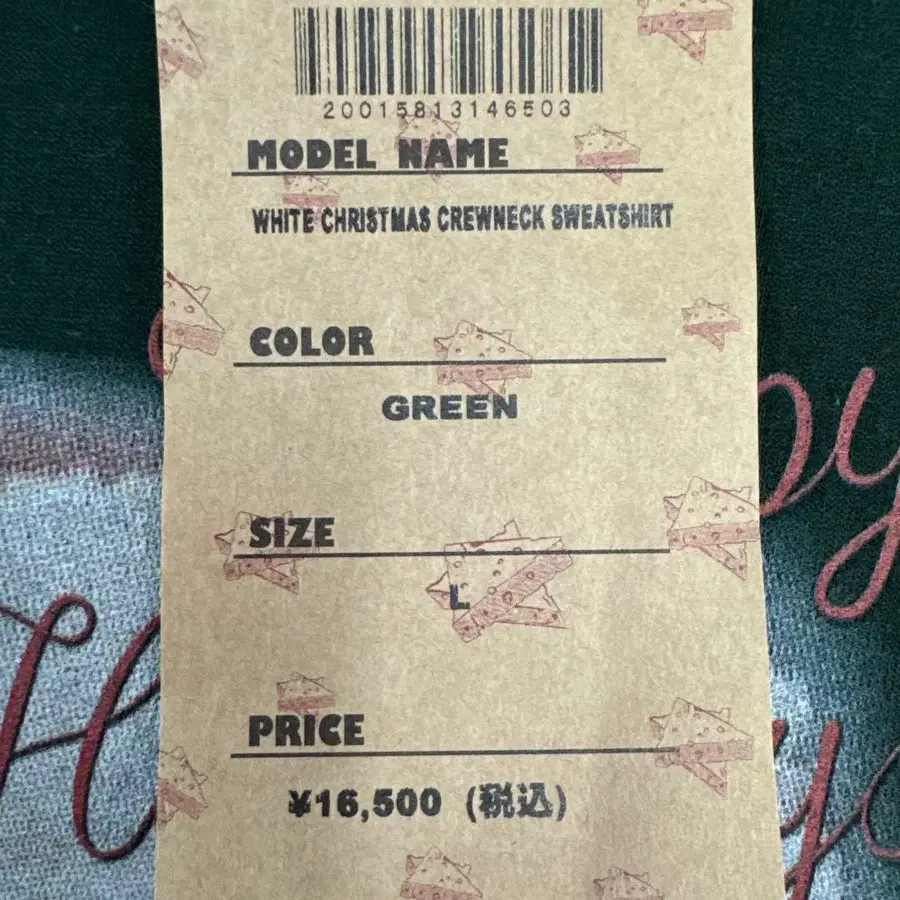 20015813146503
MODEL NAME
WHITE CHRISTMAS CREWNECK SWEATSHIRT
COLOR
GREEN
SIZE
L
PRICE
¥16,500 (税込)